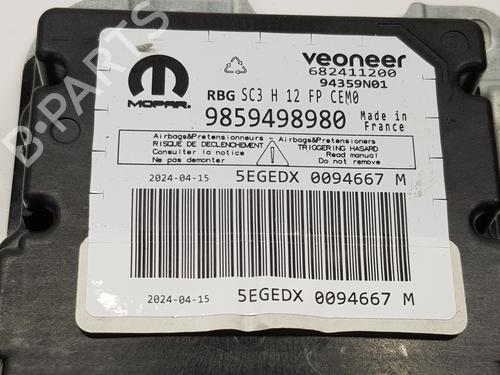 veoneer
682411200
94359N01
MOPAR.
RBG SC3 H 12 FP CEM0
9859498980
Made in
France
Airbags&Pretensionneurs
RISQUE DE DECLENCHEMENT
Consulter la notice
Ne pas demonter
Airbags&Pretensioners
TRIGGERING HASARD
Read manual
Do not remove
2024-04-15 5EGEDX 0094667 M
2024-04-15 5EGEDX 0094667 M